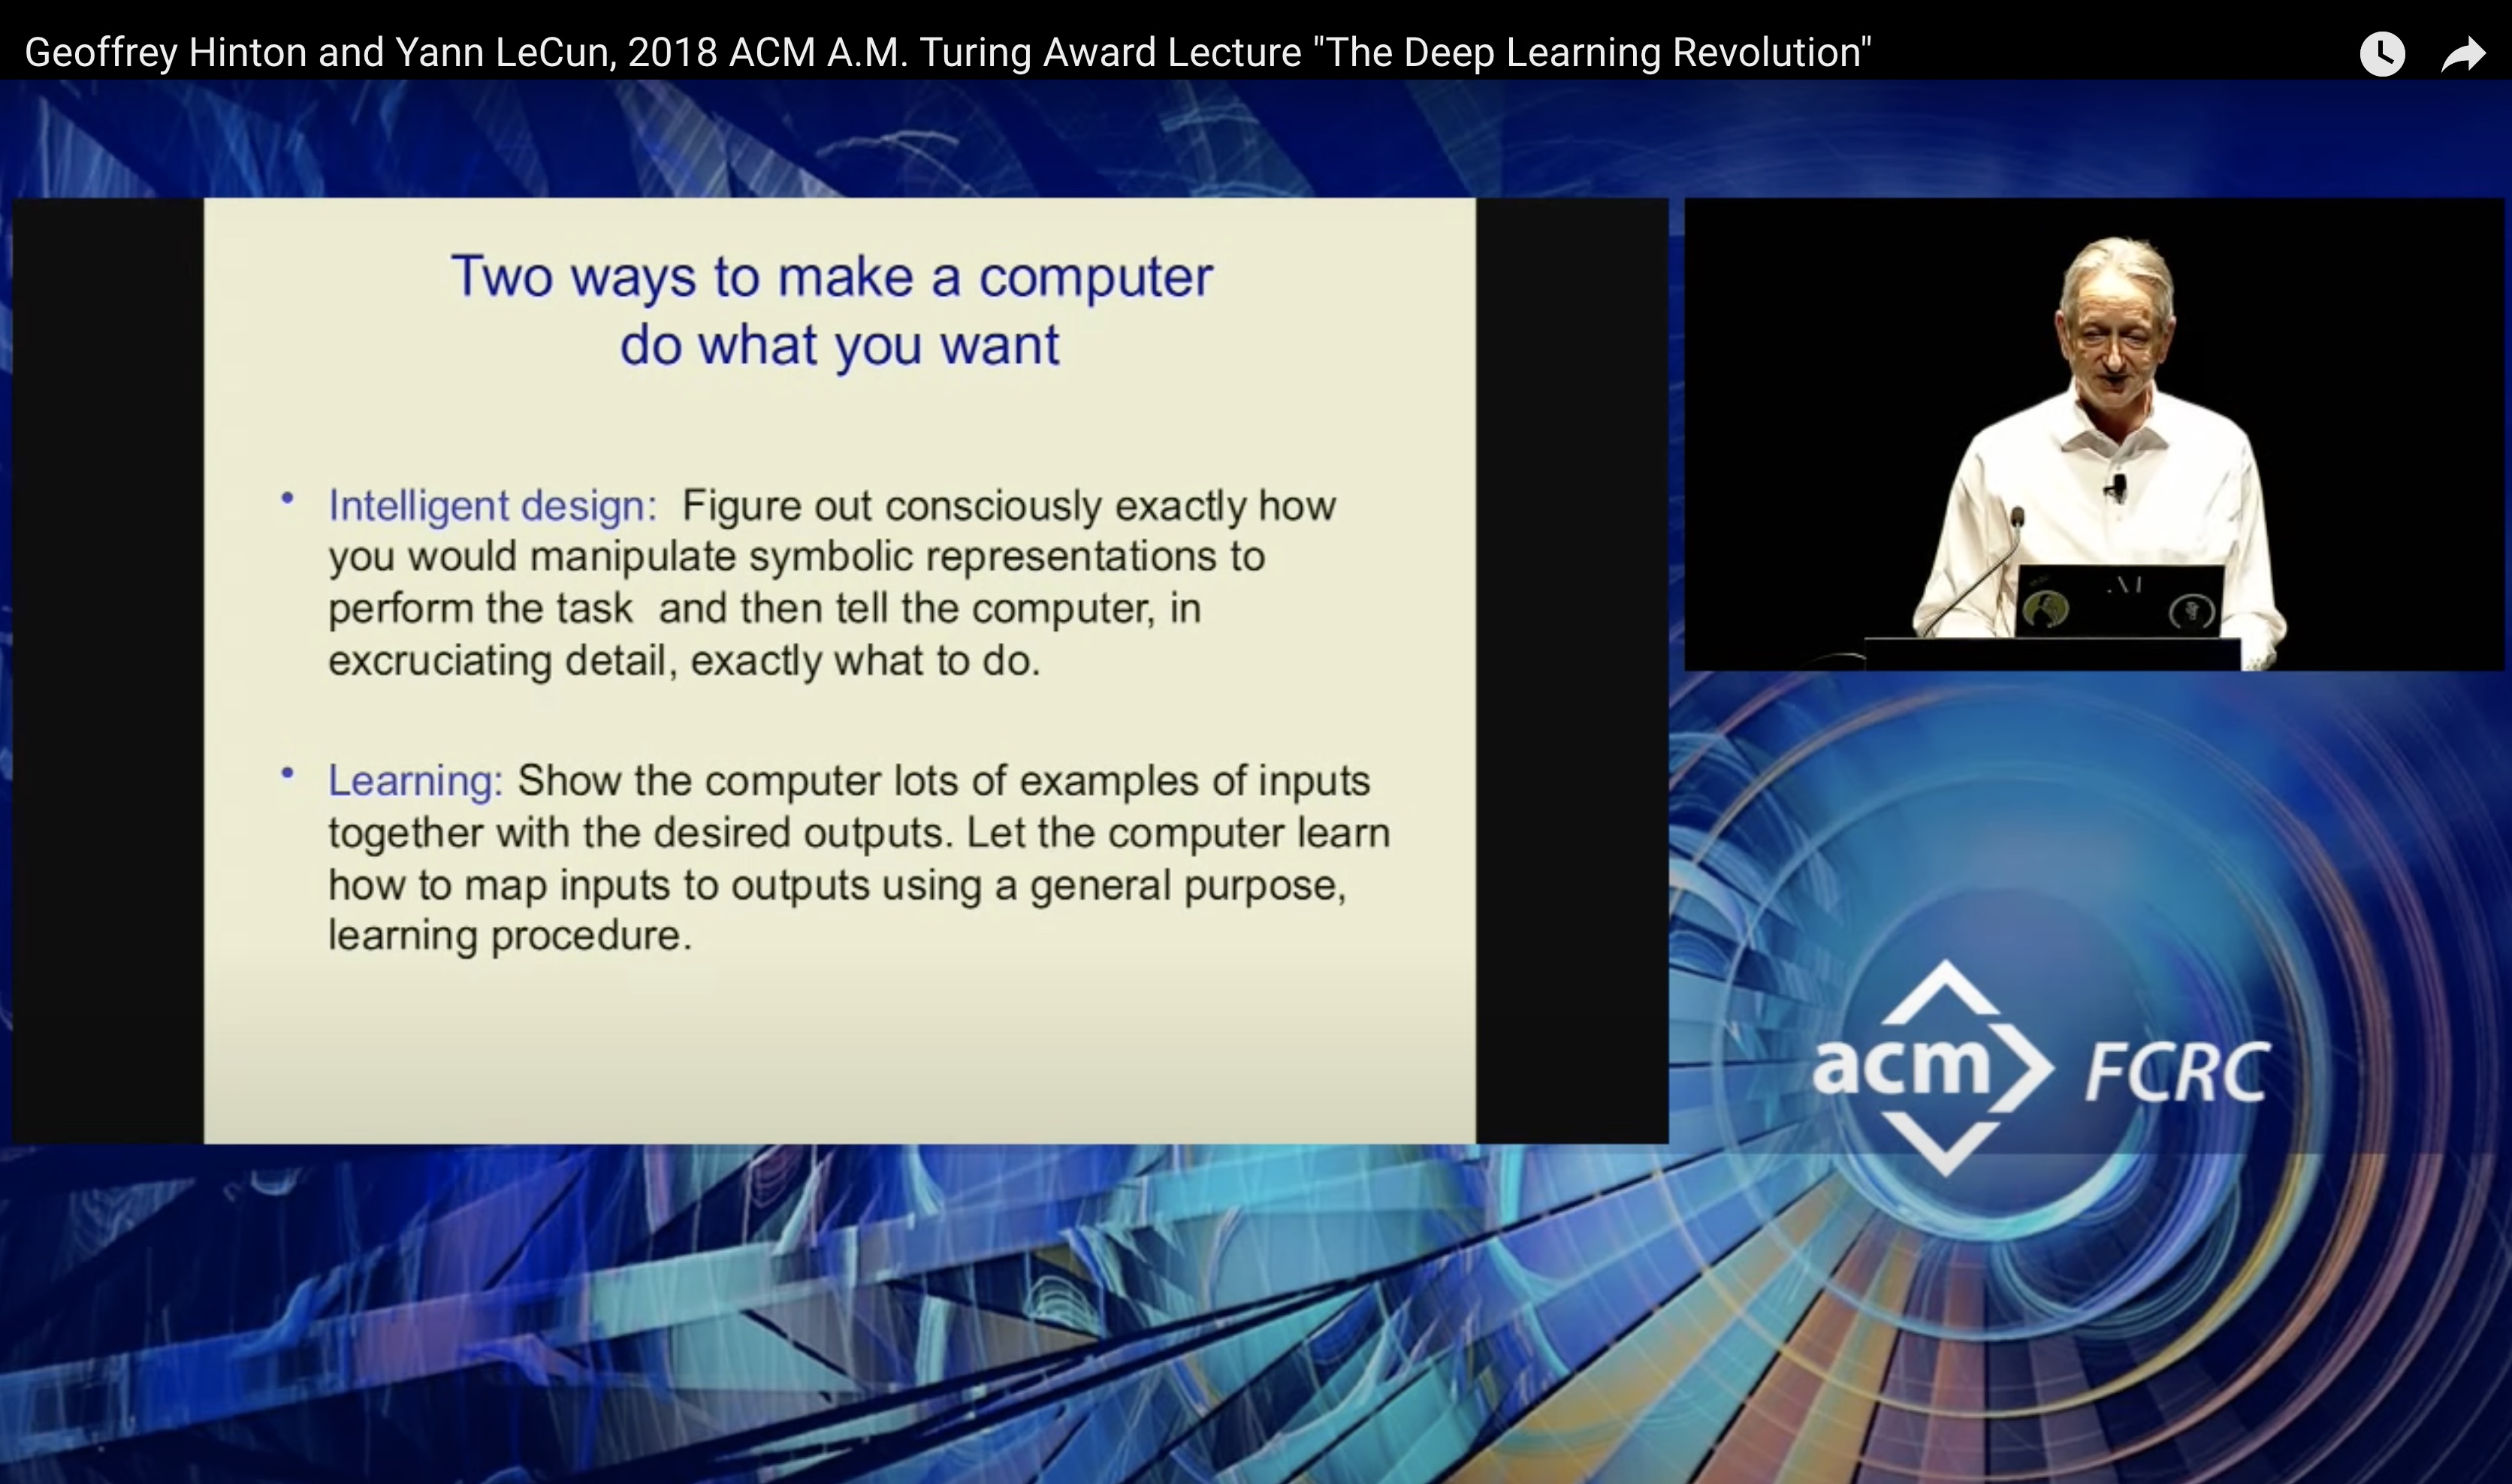 Geoffrey Hinton and Yann LeCun, 2018 ACM A.M. Turing Award Lecture "The Deep Learning Revolution"
Two ways to make a computer
do what you want
• Intelligent design:  Figure out consciously exactly how
you would manipulate symbolic representations to
perform the task  and then tell the computer, in
excruciating detail, exactly what to do.
• Learning: Show the computer lots of examples of inputs
together with the desired outputs. Let the computer learn
how to map inputs to outputs using a general purpose,
learning procedure.
acm FCRC